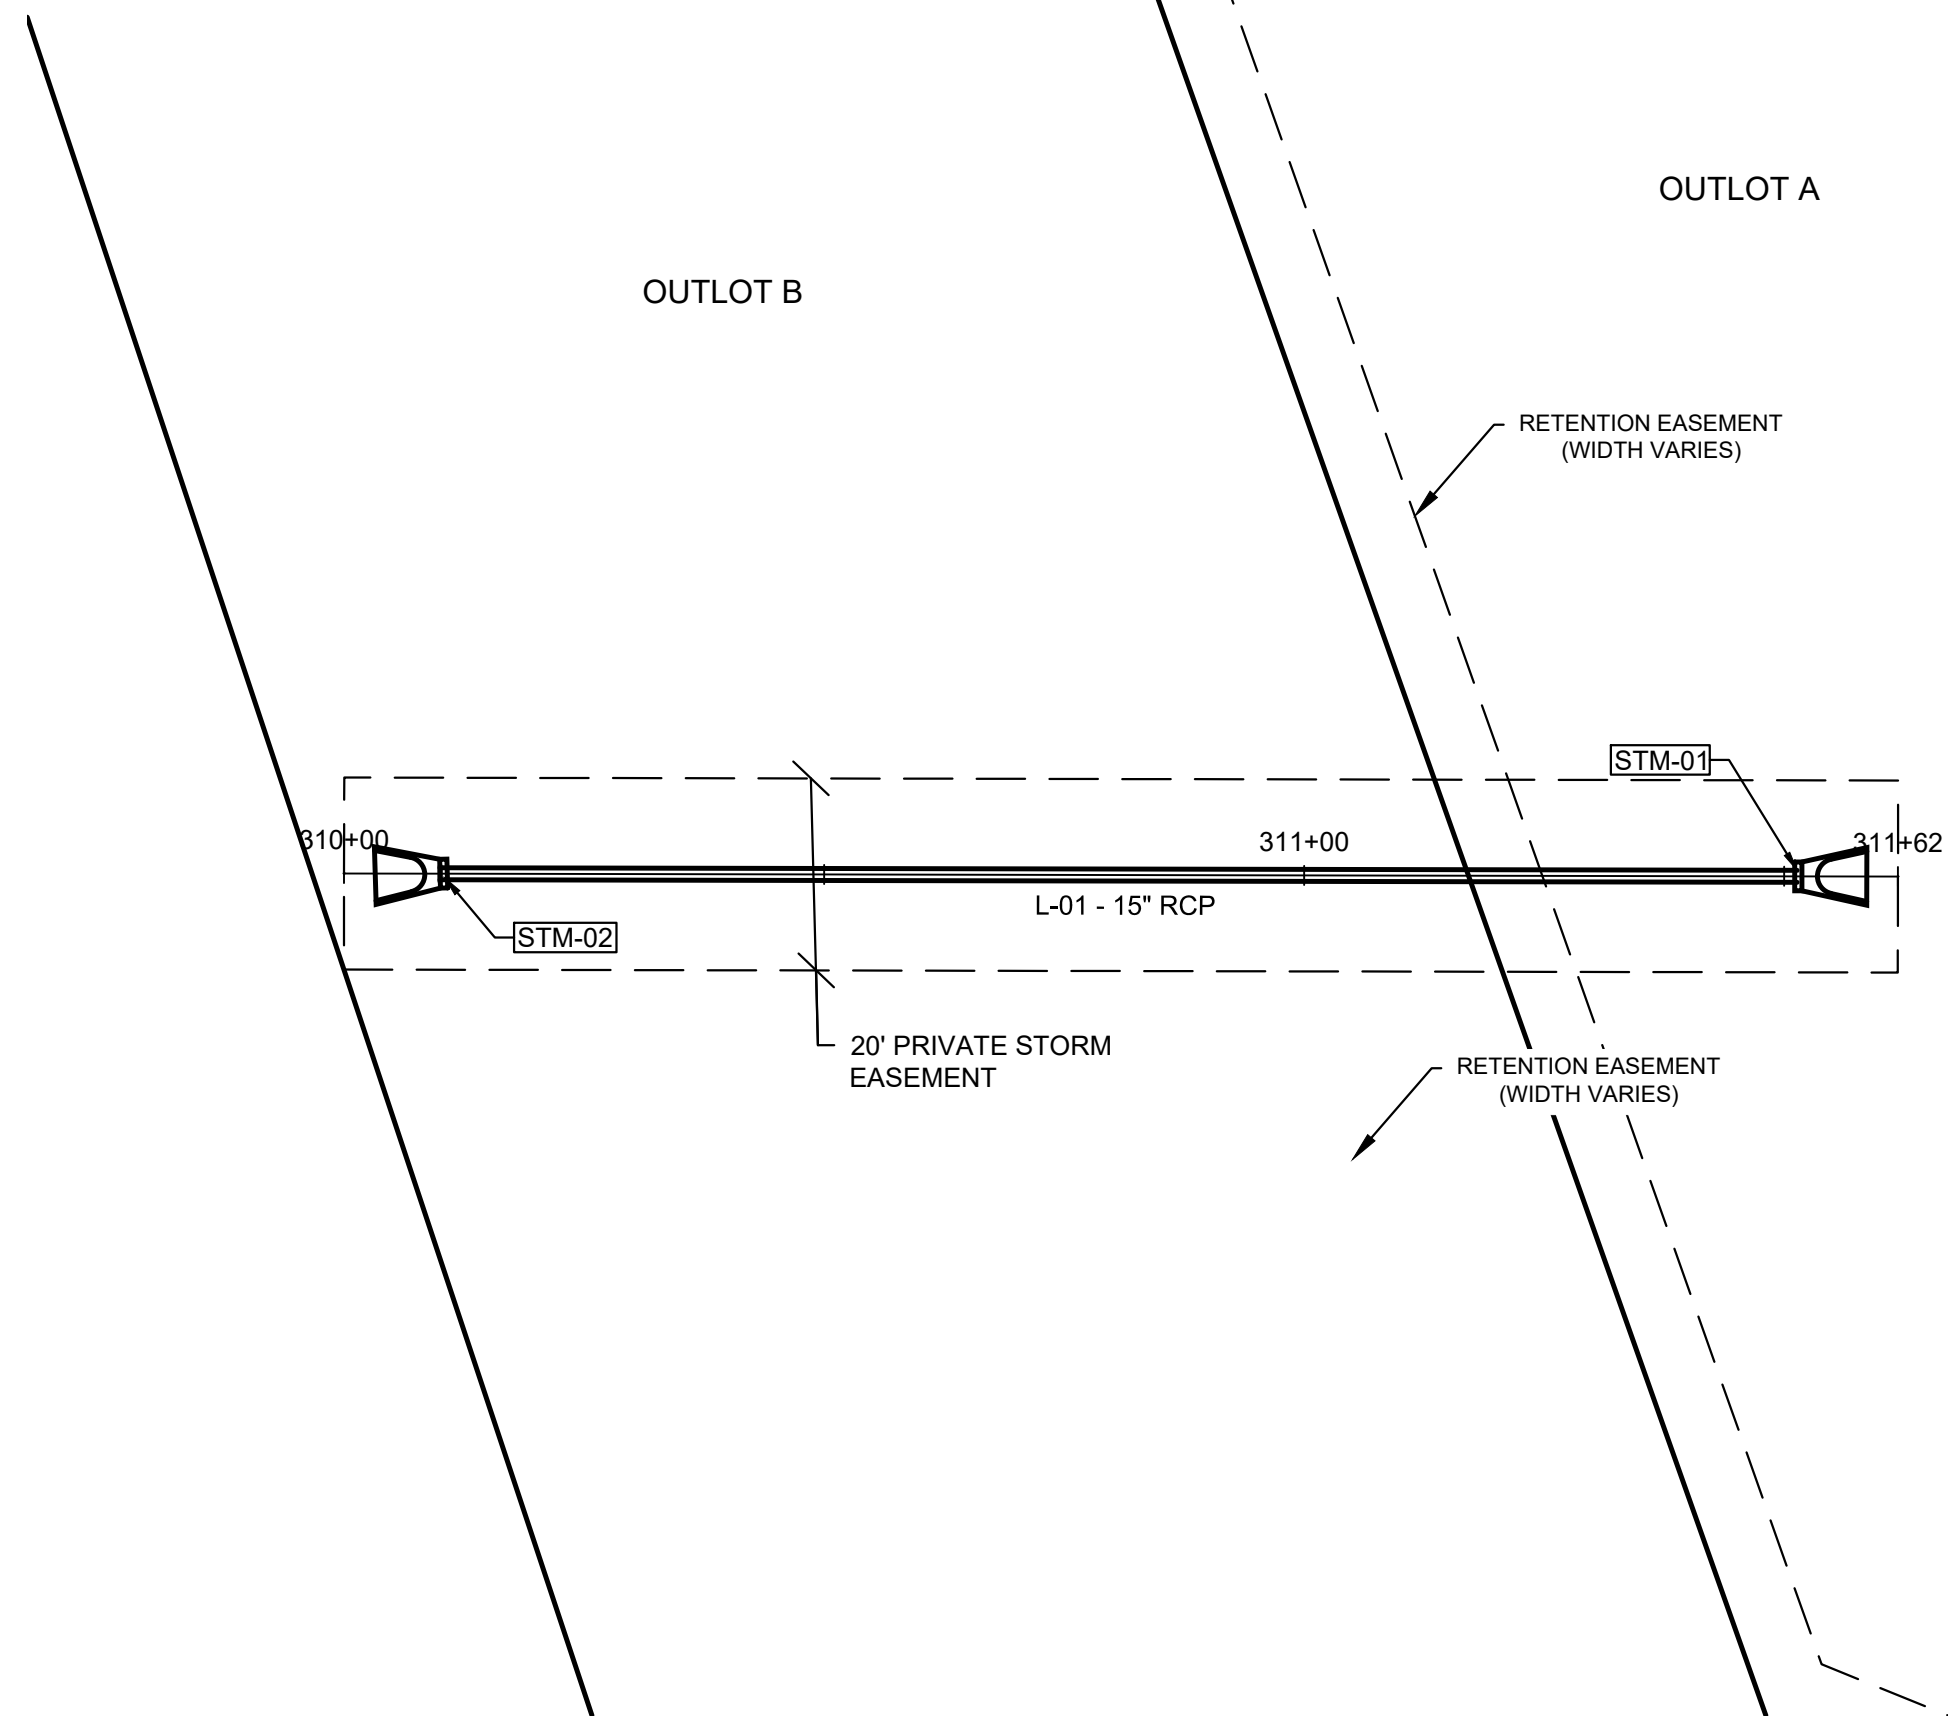 OUTLOT A
OUTLOT B
RETENTION EASEMENT
(WIDTH VARIES)
STM-01
310+00
311+00
311+62
L-01 - 15" RCP
STM-02
20' PRIVATE STORM
EASEMENT
RETENTION EASEMENT
(WIDTH VARIES)